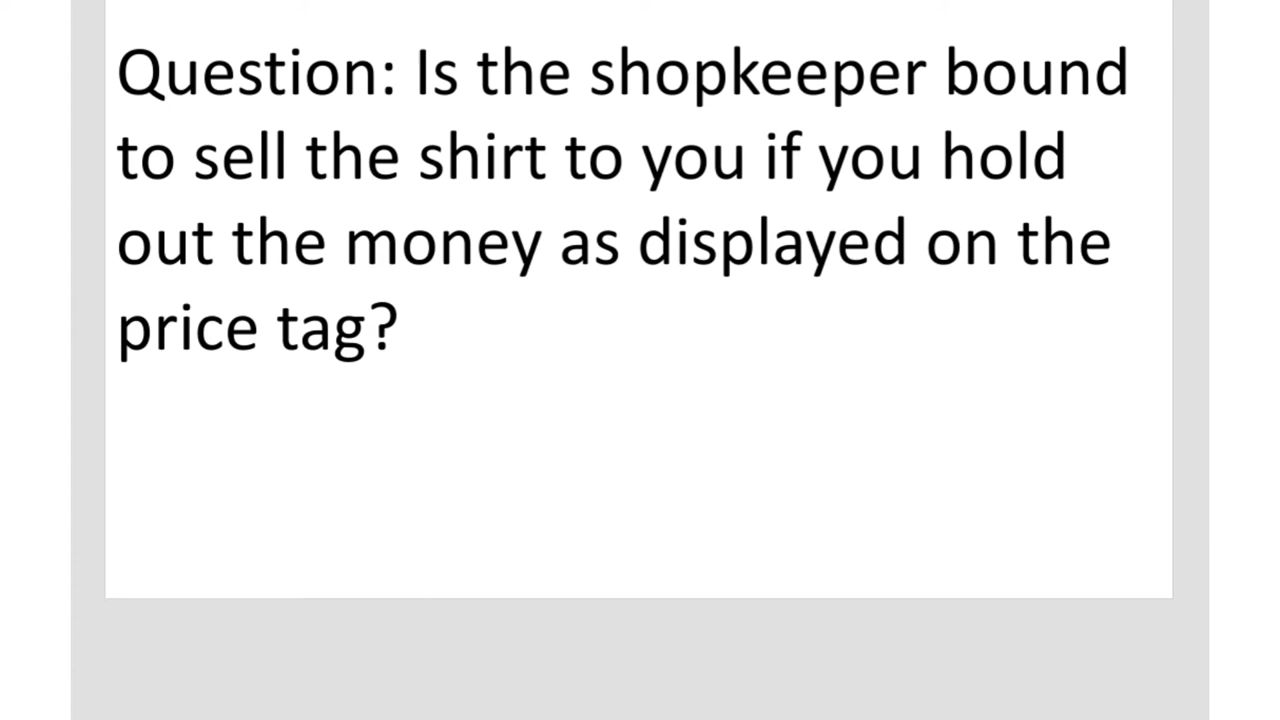 Question: Is the shopkeeper bound
to sell the shirt to you if you hold
out the money as displayed on the
price tag?